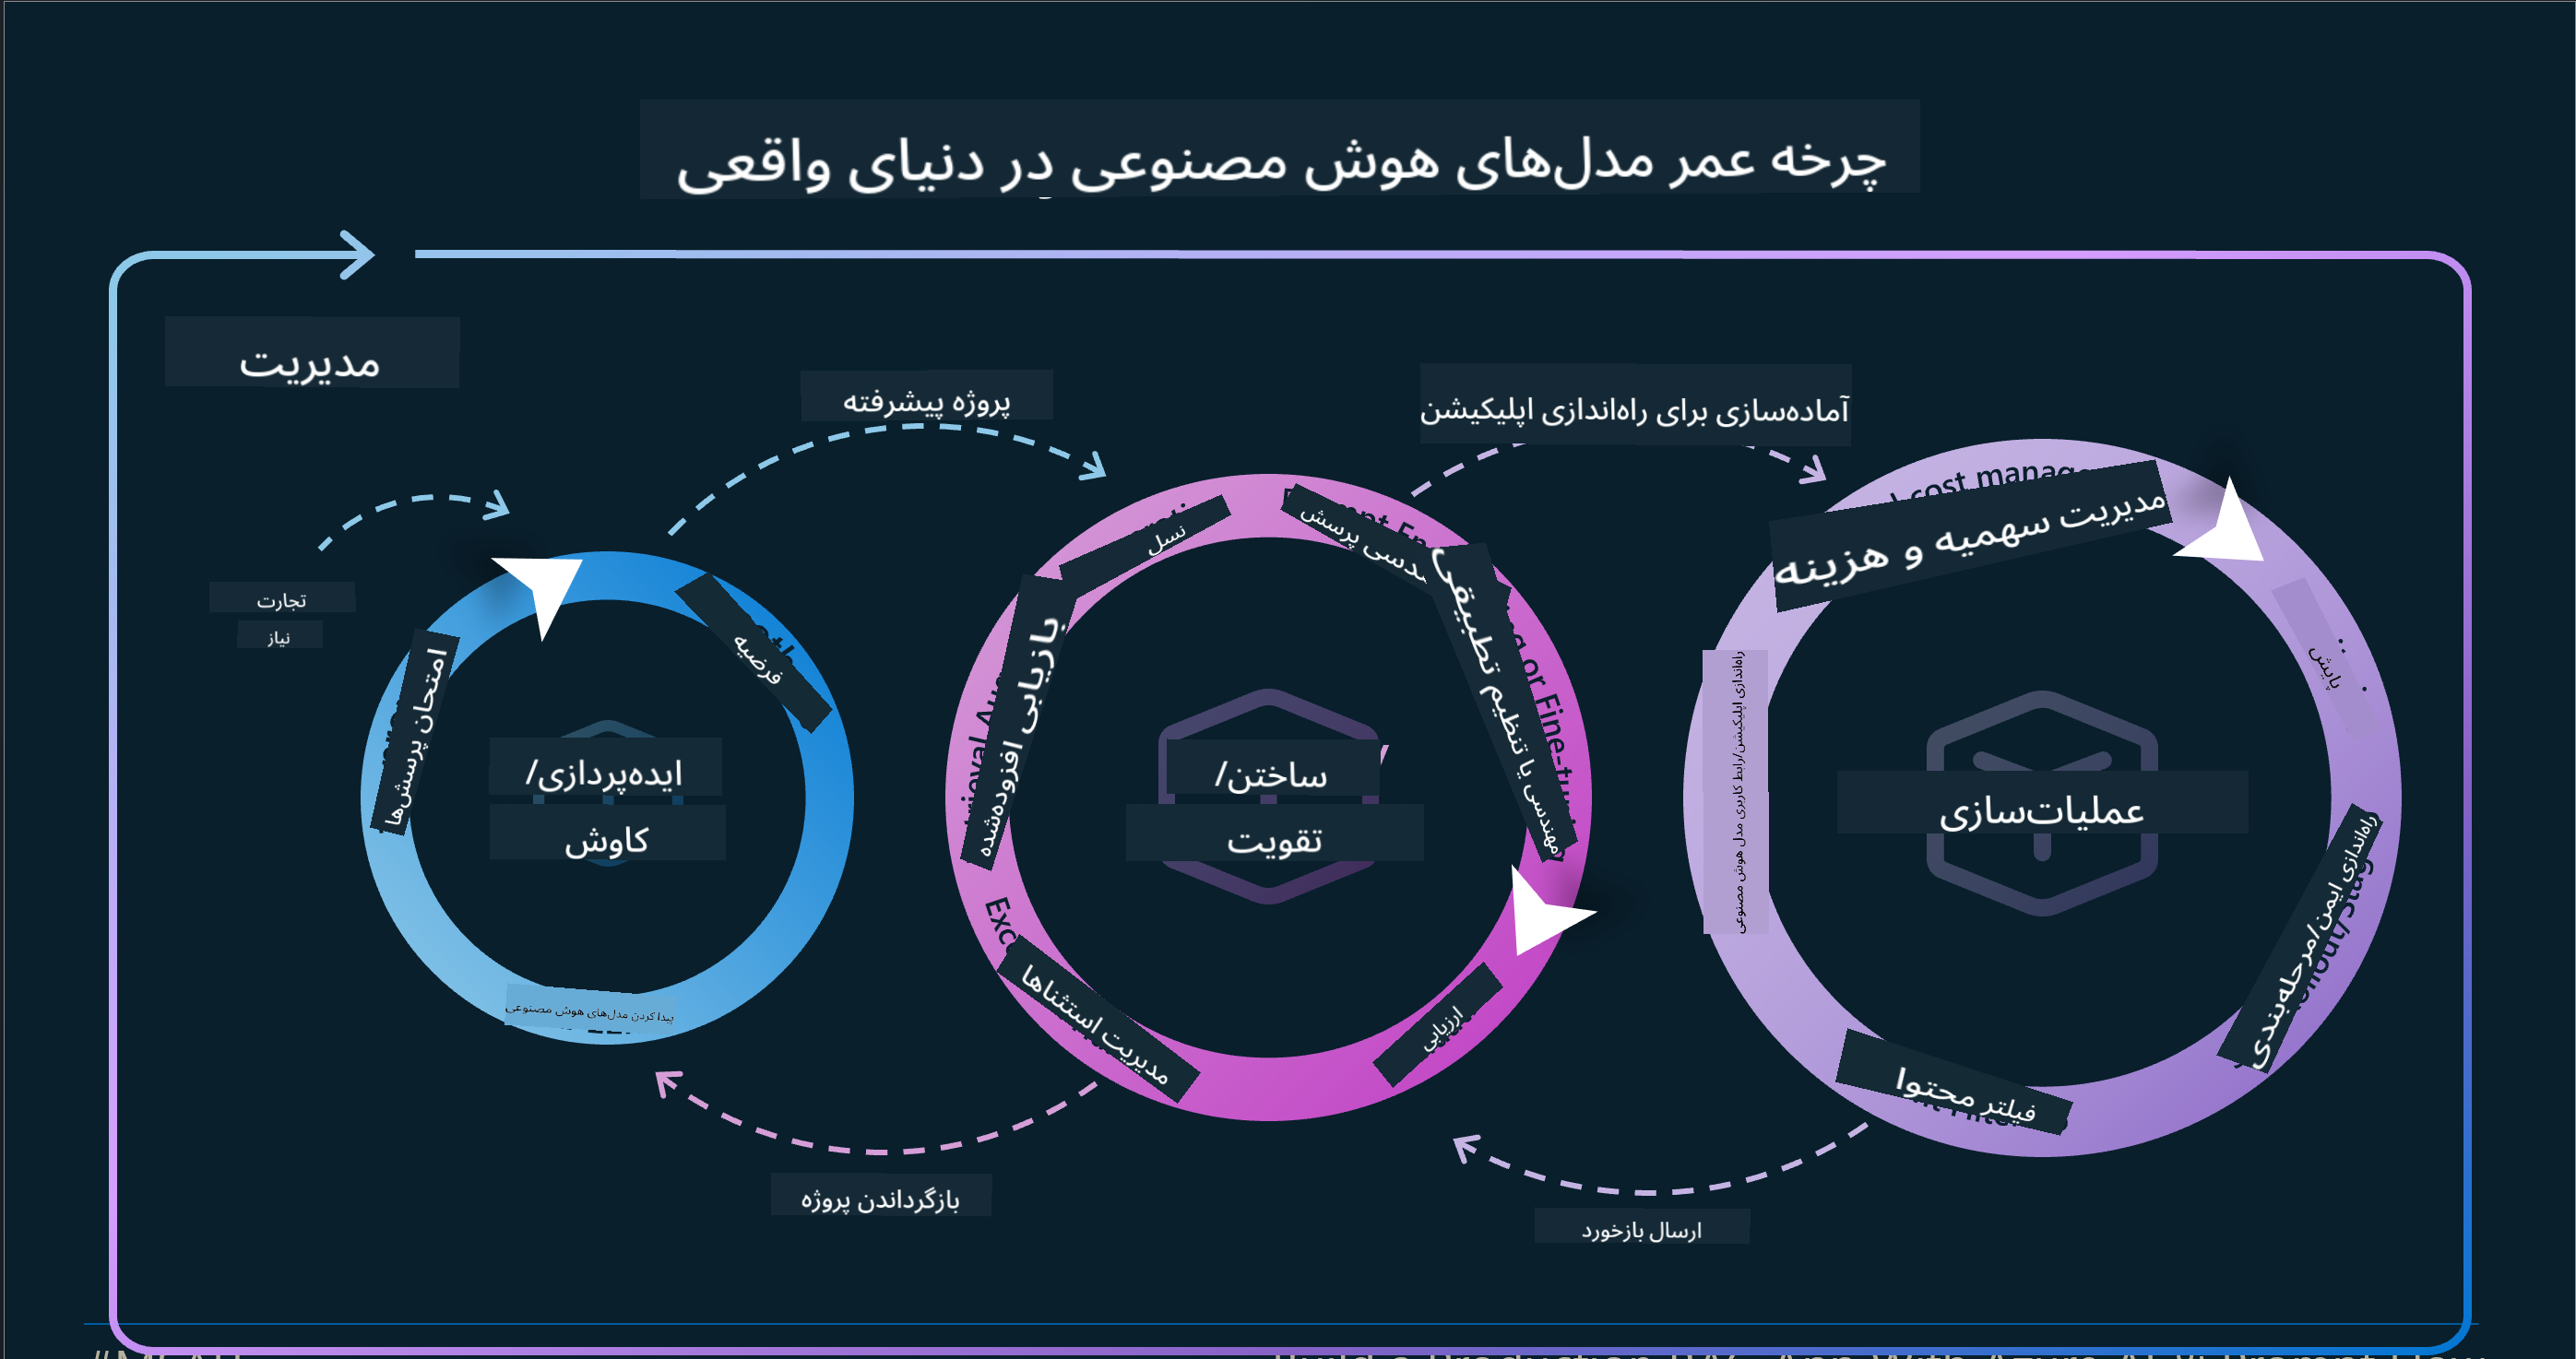 چرخه عمر مدل‌های هوش مصنوعی در دنیای واقعی
مدیریت
پروژه پیشرفته
آماده‌سازی برای راه‌اندازی اپلیکیشن
تجارت
نیاز
امتحان پرسش‌ها
فرضیه
ایده‌پردازی/
کاوش
پیدا کردن مدل‌های هوش مصنوعی
بازیابی افزوده‌شده
نسل
مهندسی پرسش
مهندسی یا تنظیم تطبیقی
or Fine-
ساختن/
تقویت
مدیریت استثناها
ارزیابی
cost
مدیریت سهمیه و هزینه
پایش
راه‌اندازی اپلیکیشن/رابط کاربری مدل هوش مصنوعی
عملیات‌سازی
راه‌اندازی ایمن/مرحله‌بندی
فیلتر محتوا
بازگرداندن پروژه
ارسال بازخورد